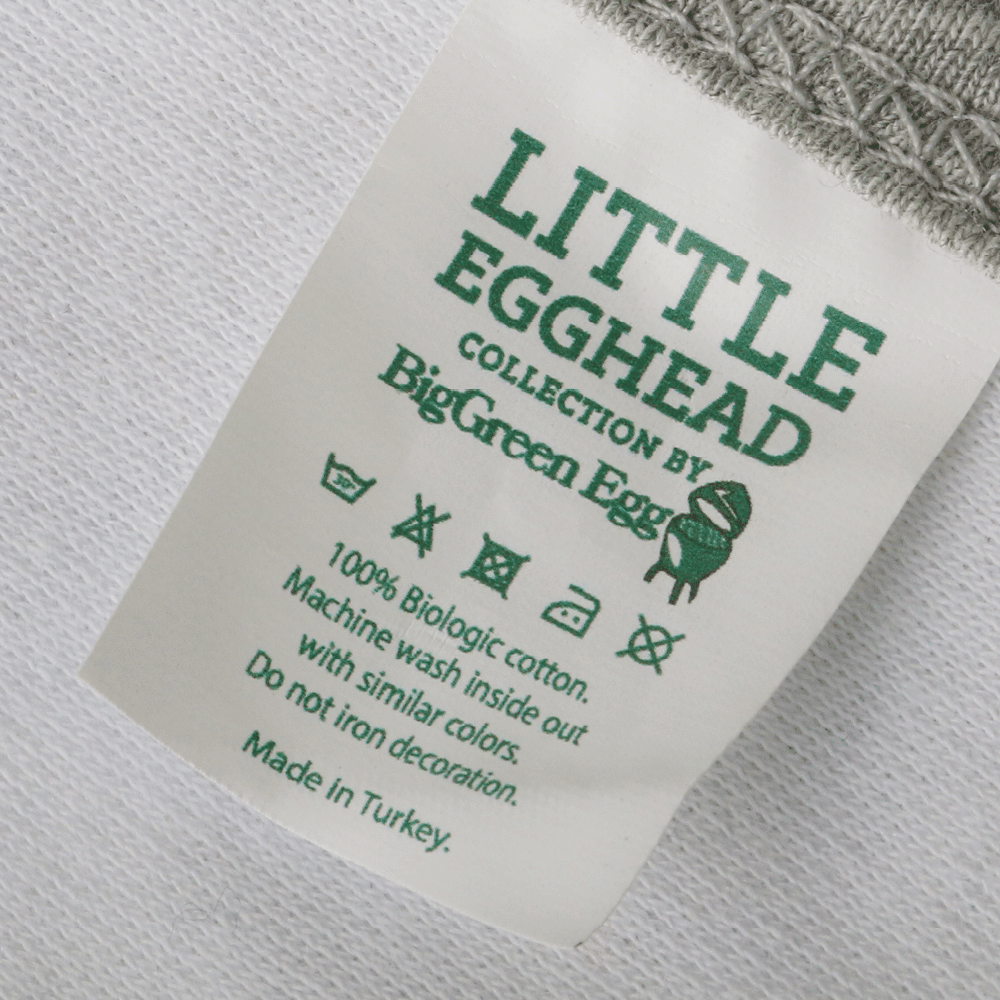 LITTLE
EGGHEAD
COLLECTION BY
BigGreen Egg
30°
100% Biologic cotton.
Machine wash inside out
with similar colors.
Do not iron decoration.
Made in Turkey.